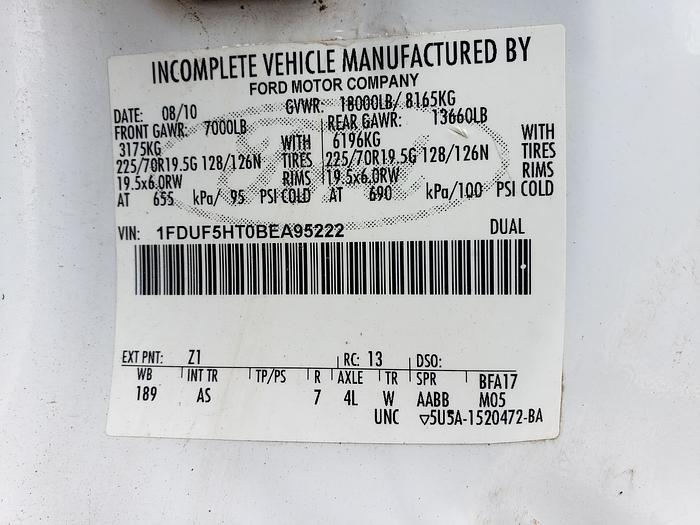 INCOMPLETE VEHICLE MANUFACTURED BY
FORD MOTOR COMPANY
DATE: 08/10 GVWR: 18000LB/ 8165KG
FRONT GAWR: 7000LB REAR GAWR: 13660LB
3175KG WITH 6196KG WITH
225/70R19.5G 128/126N TIRES 225/70R19.5G 128/126N TIRES
19.5x6.0RW RIMS 19.5x6.0RW RIMS
AT 655 kPa/ 95 PSI COLD AT 690 kPa/100 PSI COLD
VIN: 1FDUF5HT0BEA95222 DUAL
EXT PNT: Z1 RC: 13 DSO:
WB INT TR TP/PS R AXLE TR SPR BFA17
189 AS 7 4L W AABB M05
UNC ▽5U5A-1520472-BA